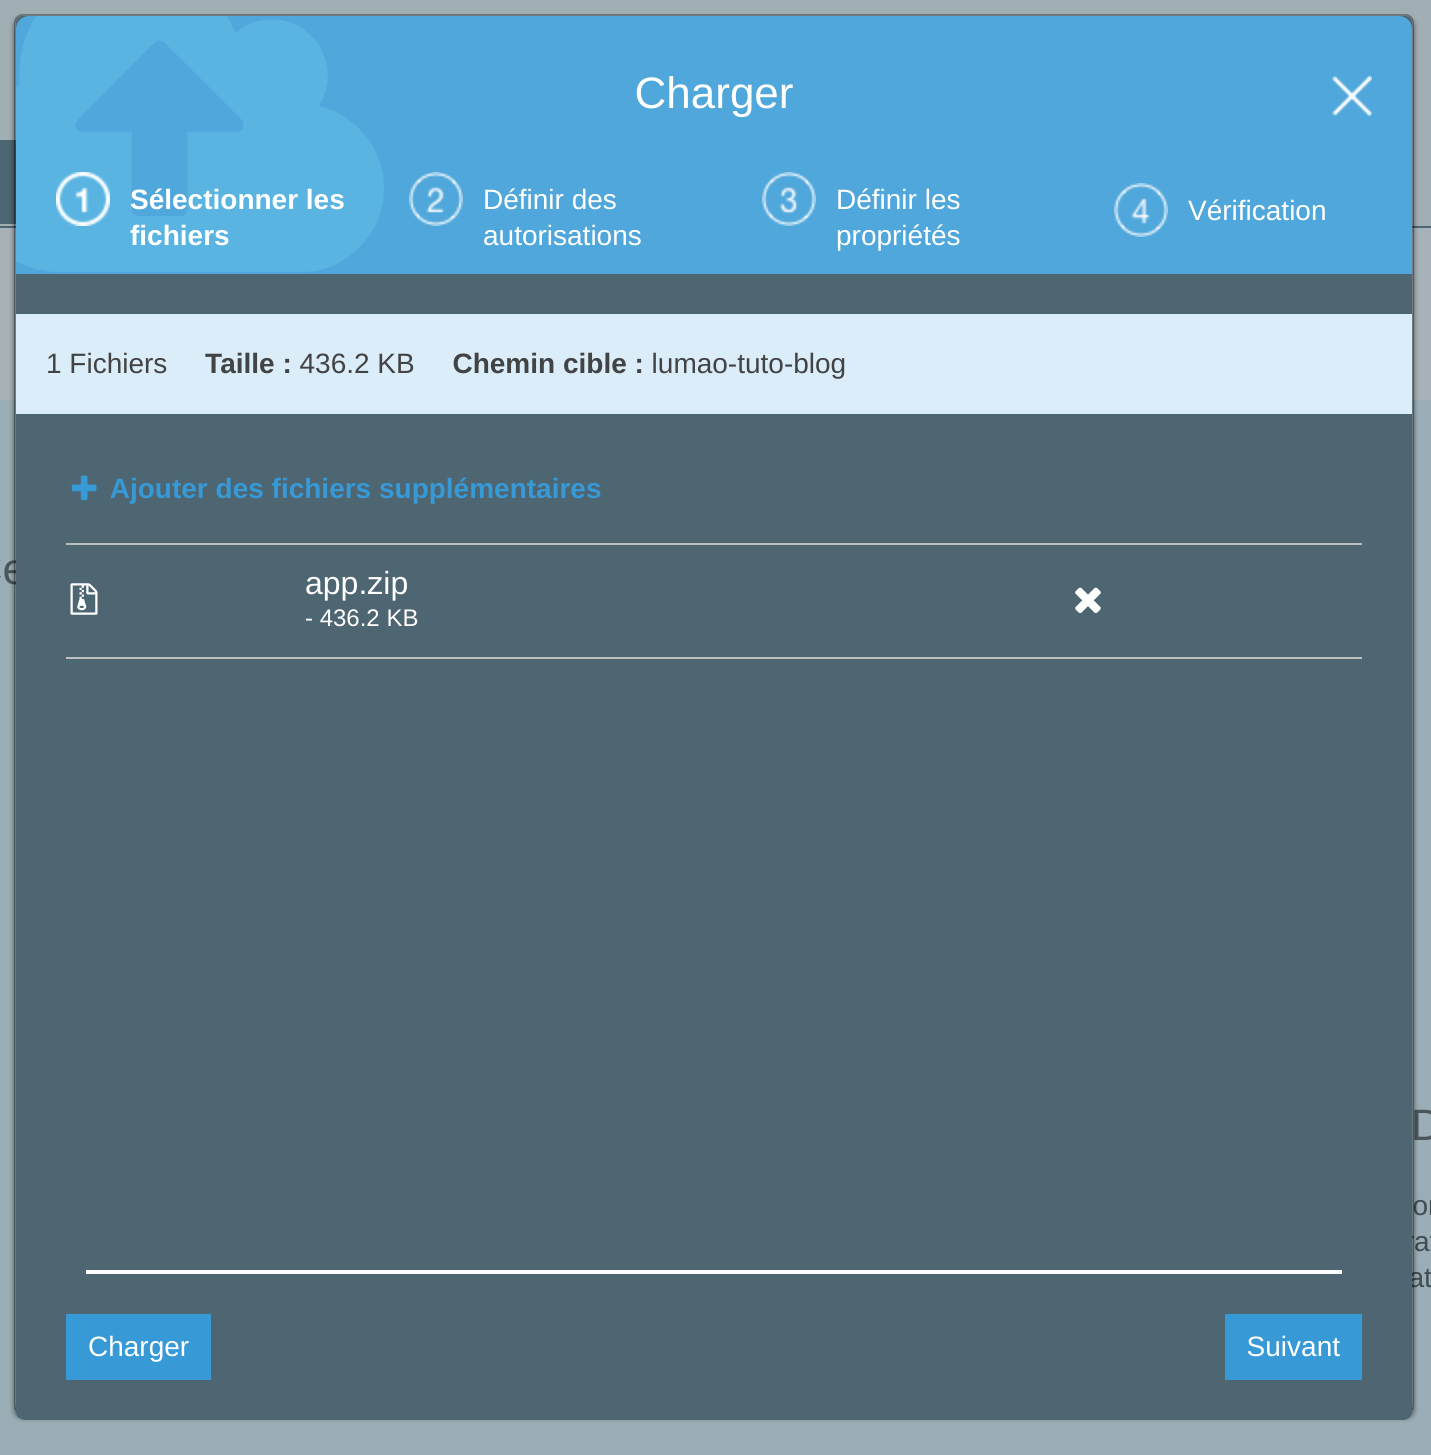 Charger
1 Sélectionner les
fichiers
2 Définir des
autorisations
3 Définir les
propriétés
4 Vérification
1 Fichiers Taille : 436.2 KB Chemin cible : lumao-tuto-blog
Ajouter des fichiers supplémentaires
app.zip
- 436.2 KB
Charger Suivant